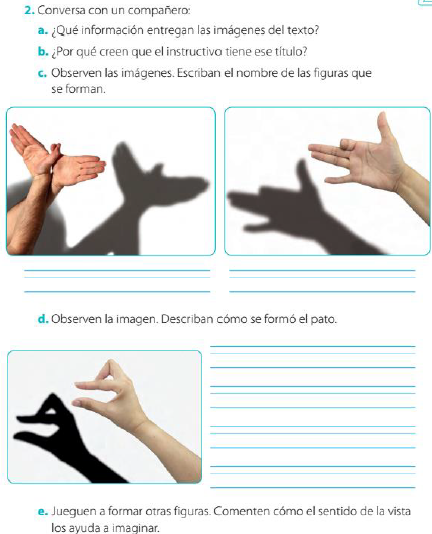 2. Conversa con un compañero:
a. ¿Qué información entregan las imágenes del texto?
b. ¿Por qué creen que el instructivo tiene ese título?
c. Observen las imágenes. Escriban el nombre de las figuras que
se forman.
d. Observen la imagen. Describan cómo se formó el pato.
e. Jueguen a formar otras figuras. Comenten cómo el sentido de la vista
los ayuda a imaginar.